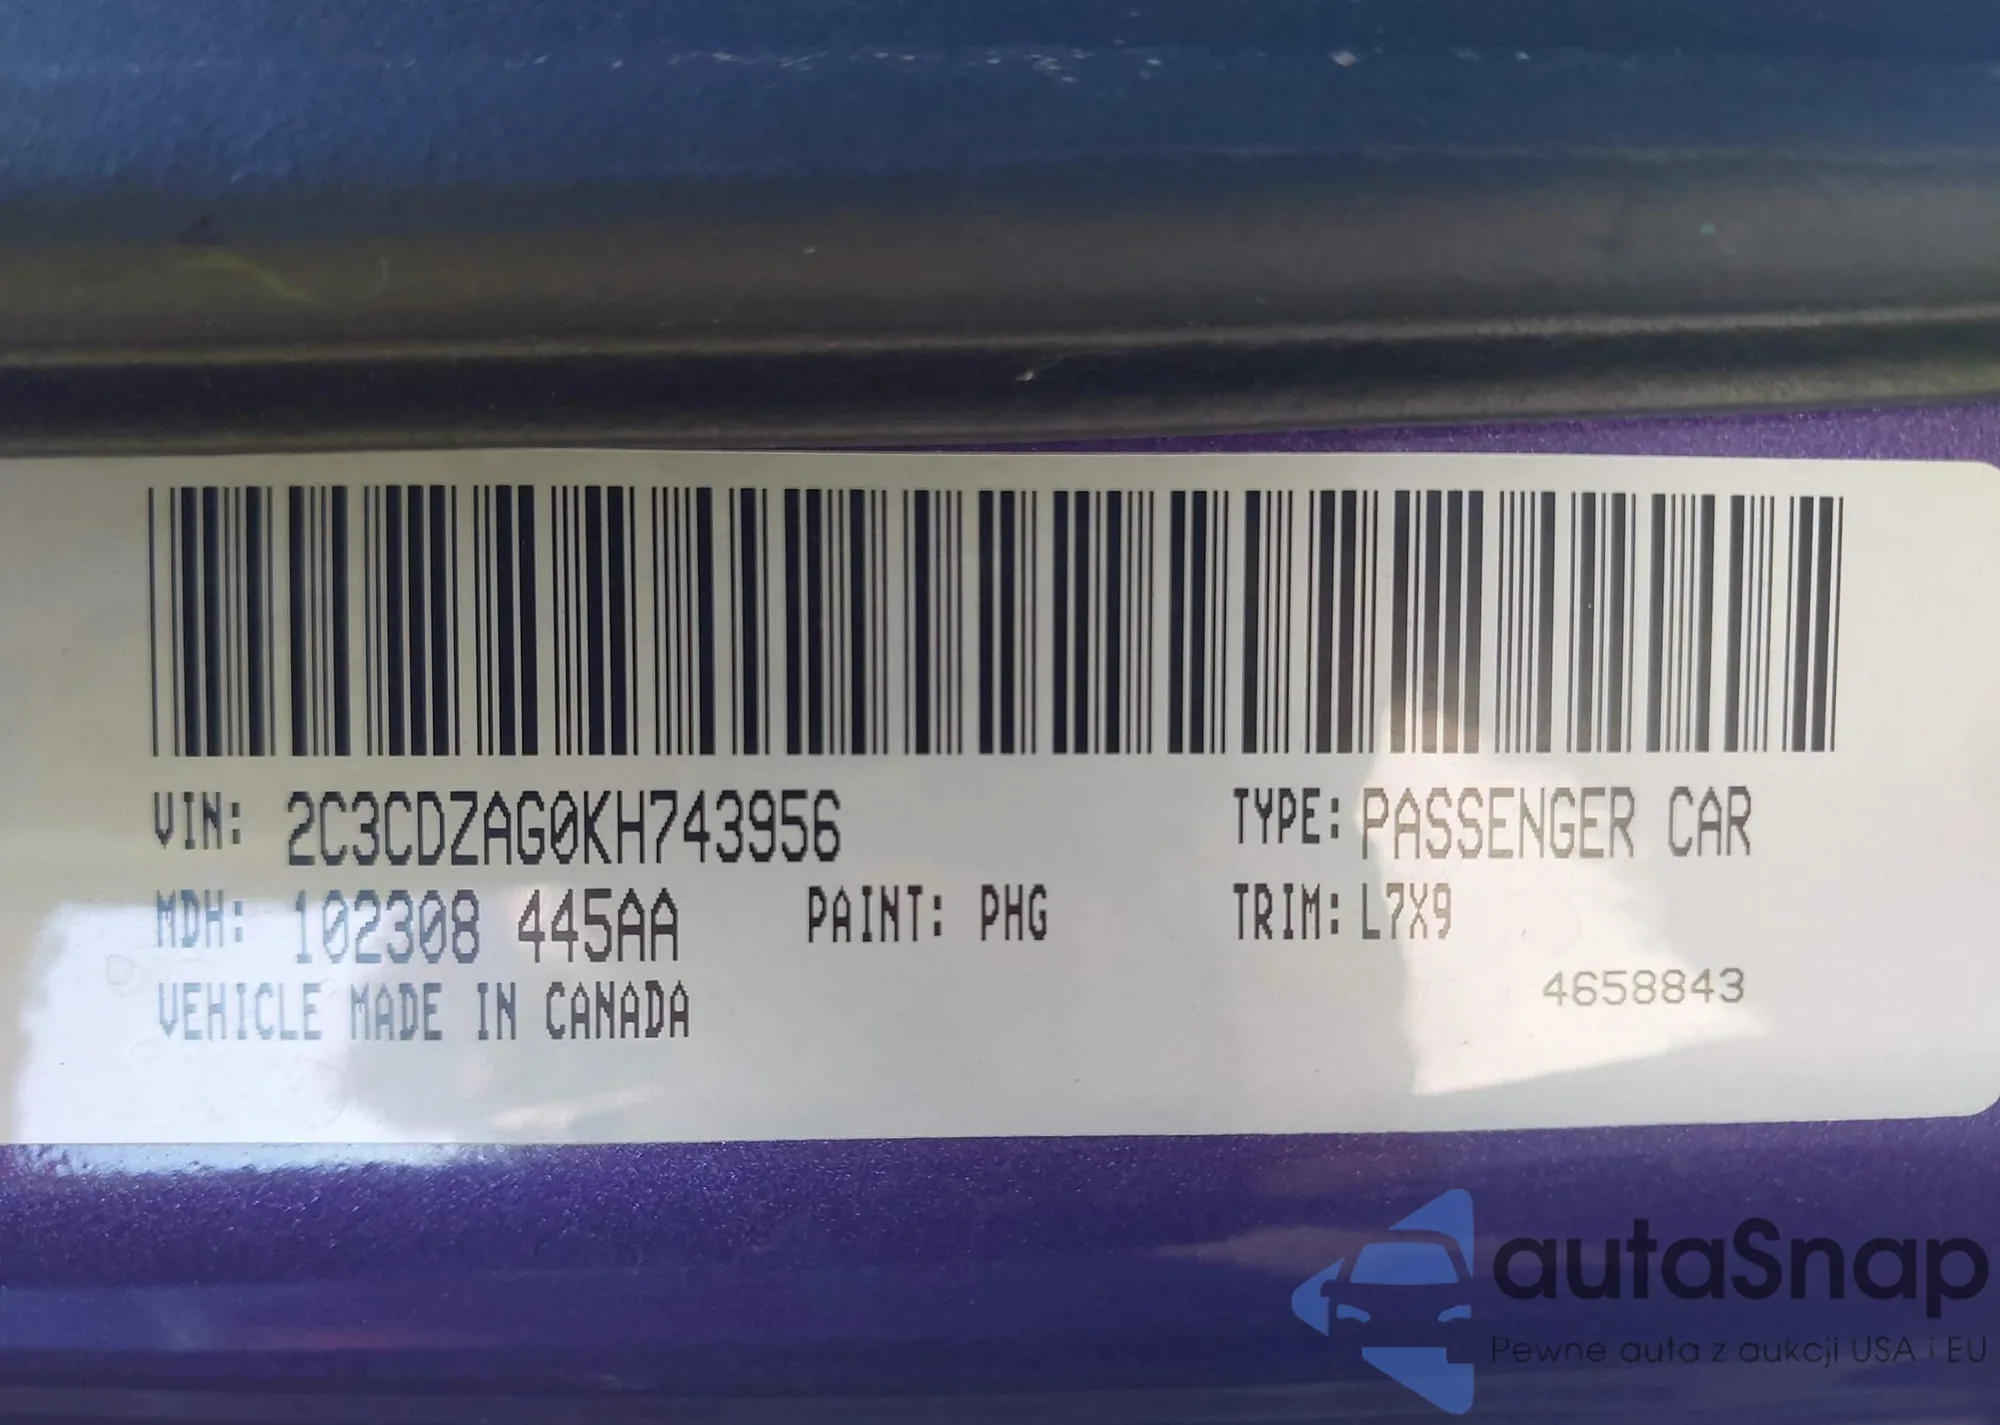 VIN: 2C3CDZAG0KH743956 TYPE: PASSENGER CAR
MDH: 102308 445AA PAINT: PHG TRIM: L7X9
VEHICLE MADE IN CANADA
4658843
autaSnap
Pewne auta z aukcji USA i EU